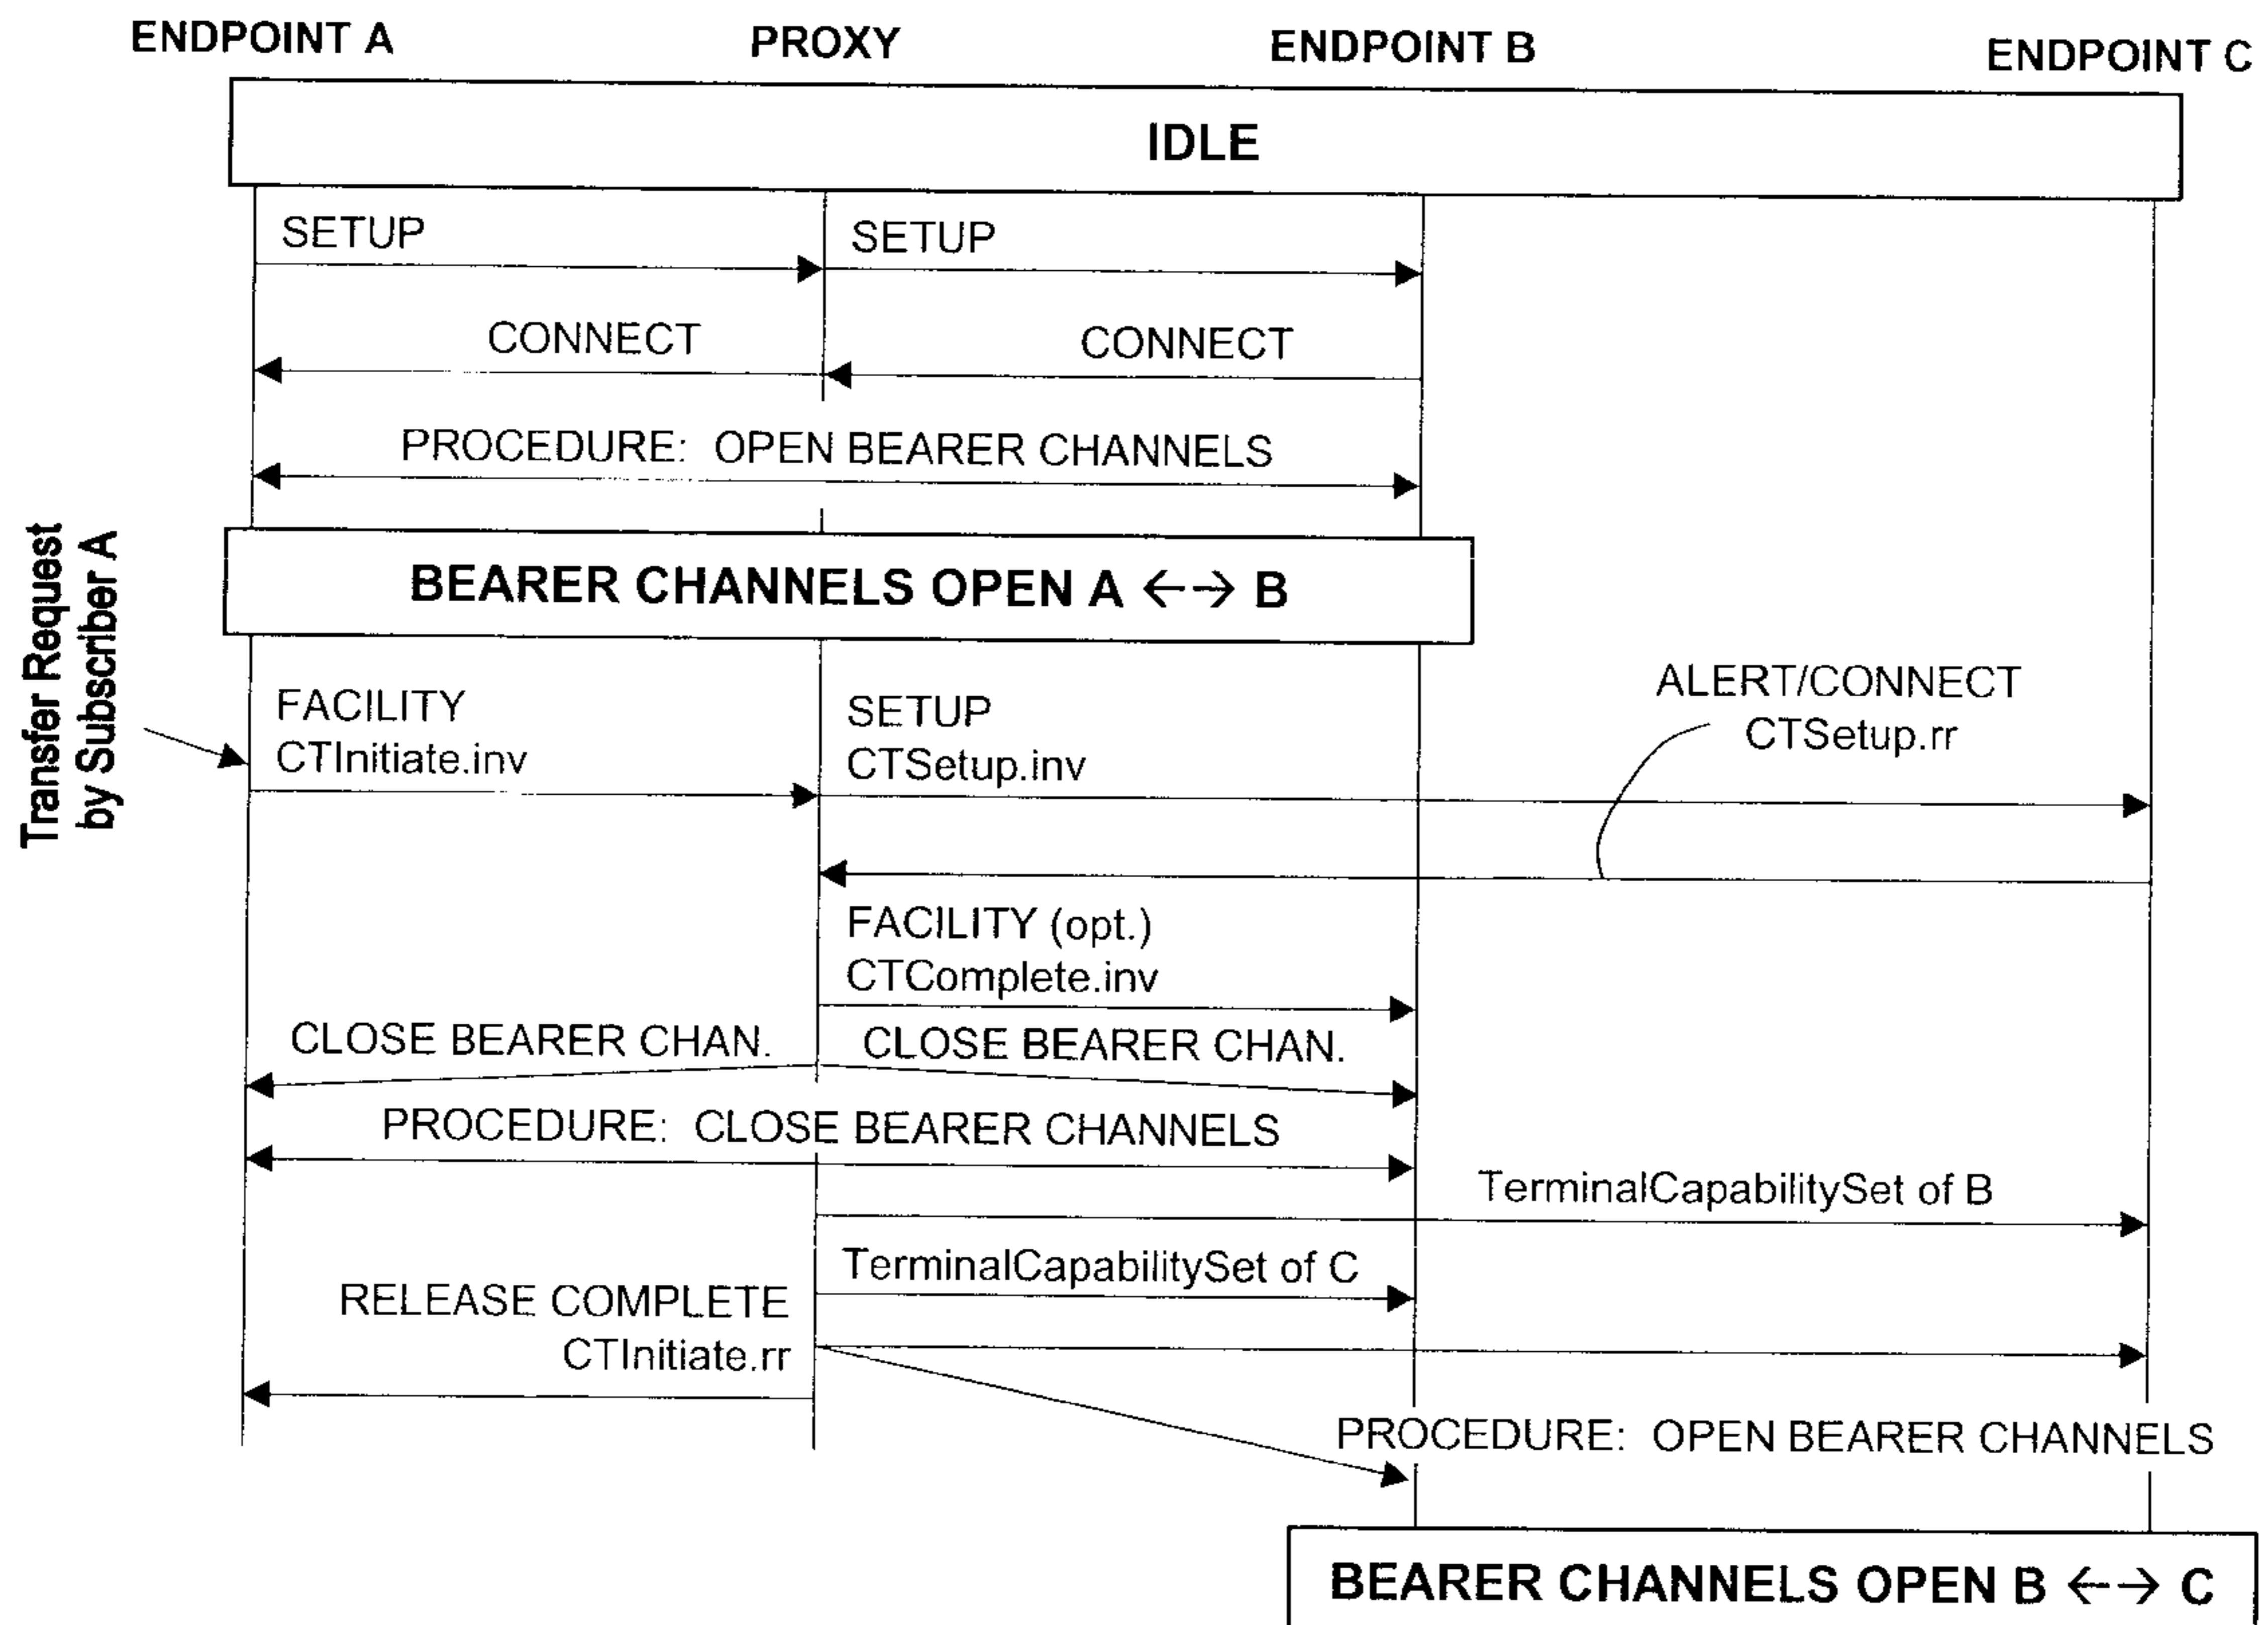 ENDPOINT A PROXY ENDPOINT B ENDPOINT C
IDLE
SETUP SETUP
CONNECT CONNECT
PROCEDURE: OPEN BEARER CHANNELS
BEARER CHANNELS OPEN A ←→ B
Transfer Request
by Subscriber A
FACILITY
CTInitiate.inv
SETUP
CTSetup.inv
ALERT/CONNECT
CTSetup.rr
FACILITY (opt.)
CTComplete.inv
CLOSE BEARER CHAN. CLOSE BEARER CHAN.
PROCEDURE: CLOSE BEARER CHANNELS
TerminalCapabilitySet of B
TerminalCapabilitySet of C
RELEASE COMPLETE
CTInitiate.rr
PROCEDURE: OPEN BEARER CHANNELS
BEARER CHANNELS OPEN B ←→ C